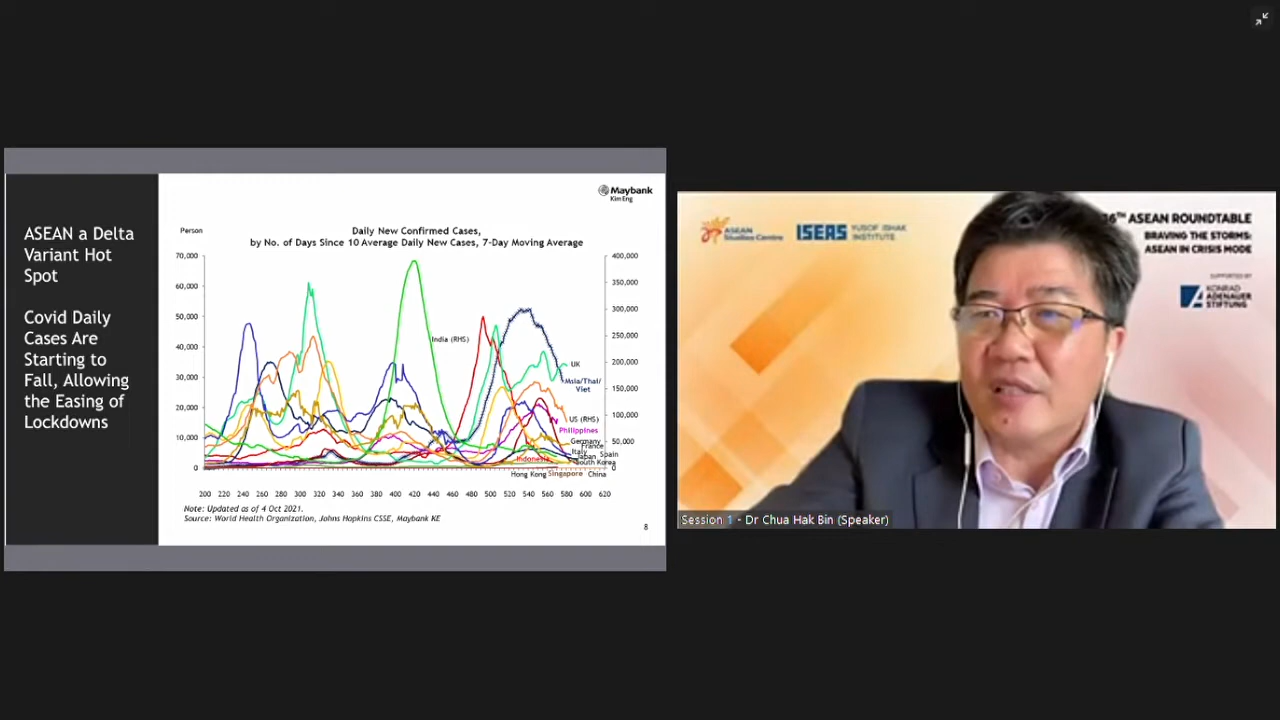 ASEAN a Delta
Variant Hot
Spot
Covid Daily
Cases Are
Starting to
Fall, Allowing
the Easing of
Lockdowns
Maybank
Kim Eng
Person
Daily New Confirmed Cases,
by No. of Days Since 10 Average Daily New Cases, 7-Day Moving Average
70,000
60,000
50,000
40,000
30,000
20,000
10,000
0
400,000
350,000
300,000
250,000
200,000
150,000
100,000
50,000
0
India (RHS)
UK
Msia/Thai/
Viet
US (RHS)
Philippines
Germany
France
Italy
Spain
Japan
Indonesia
South Korea
Hong Kong
Singapore
China
200 220 240 260 280 300 320 340 360 380 400 420 440 460 480 500 520 540 560 580 600 620
Note: Updated as of 4 Oct 2021.
Source: World Health Organization, Johns Hopkins CSSE, Maybank KE
8
ASEAN
Studies Centre
ISEAS YUSOF ISHAK
INSTITUTE
36TH ASEAN ROUNDTABLE
BRAVING THE STORMS:
ASEAN IN CRISIS MODE
SUPPORTED BY
KONRAD
ADENAUER
STIFTUNG
Session 1 - Dr Chua Hak Bin (Speaker)